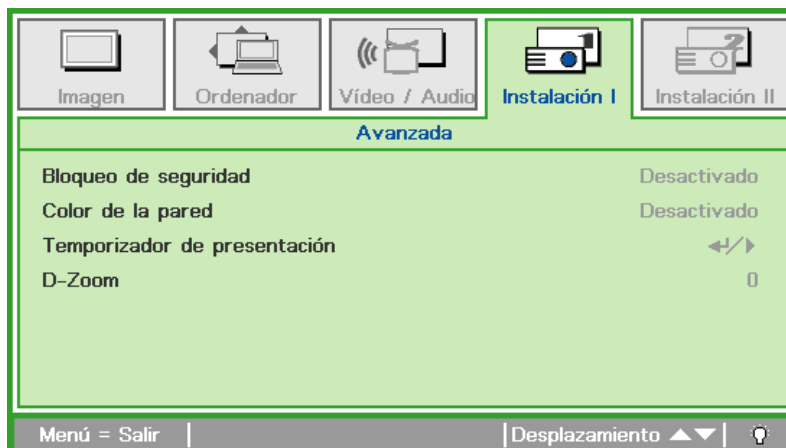 Imagen Ordenador Vídeo / Audio Instalación I Instalación II
Avanzada
Bloqueo de seguridad Desactivado
Color de la pared Desactivado
Temporizador de presentación
D-Zoom 0
Menú = Salir Desplazamiento